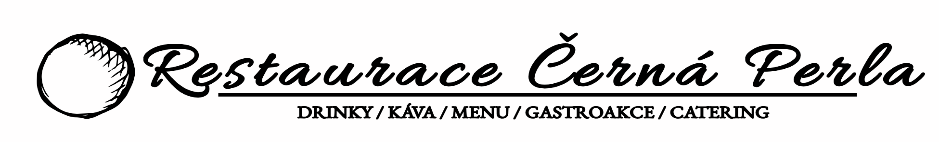 Restaurace Černá Perla
DRINKY / KÁVA / MENU / GASTROAKCE / CATERING